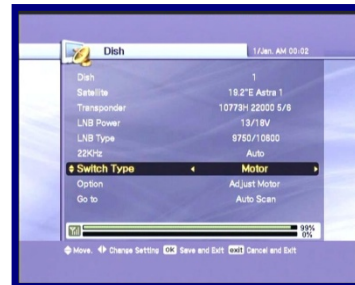 Dish 1/Jan. AM 00:02
Dish 1
Satellite 19.2°E Astra 1
Transponder 10773H 22000 5/6
LNB Power 13/18V
LNB Type 9750/10600
22KHz Auto
Switch Type Motor
Option Adjust Motor
Go to Auto Scan
99%
0%
Move. Change Setting OK Save and Exit exit Cancel and Exit